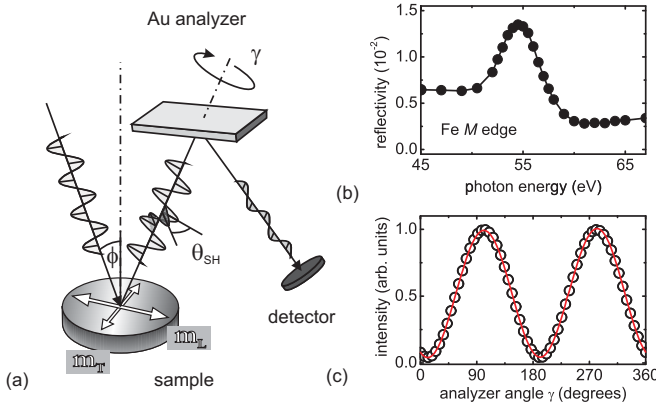 Au analyzer
γ
ϕ
θSH
detector
mL
mT
(a)
sample
1.5
1.0
0.5
0.0
reflectivity (10-2)
Fe M edge
45
55
65
photon energy (eV)
(b)
1.0
0.5
0.0
intensity (arb. units)
0
90
180
270
360
analyzer angle γ (degrees)
(c)